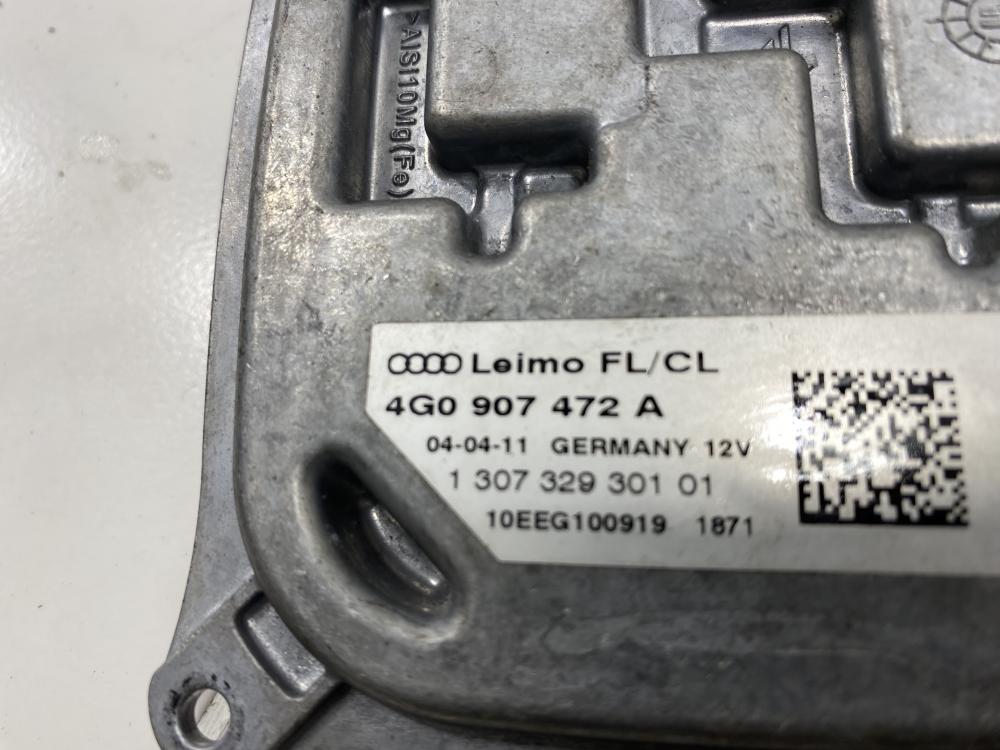 >AlSi10Mg(Fe)
Leimo FL/CL
4G0 907 472 A
04-04-11 GERMANY 12V
1 307 329 301 01
10EEG100919 1871